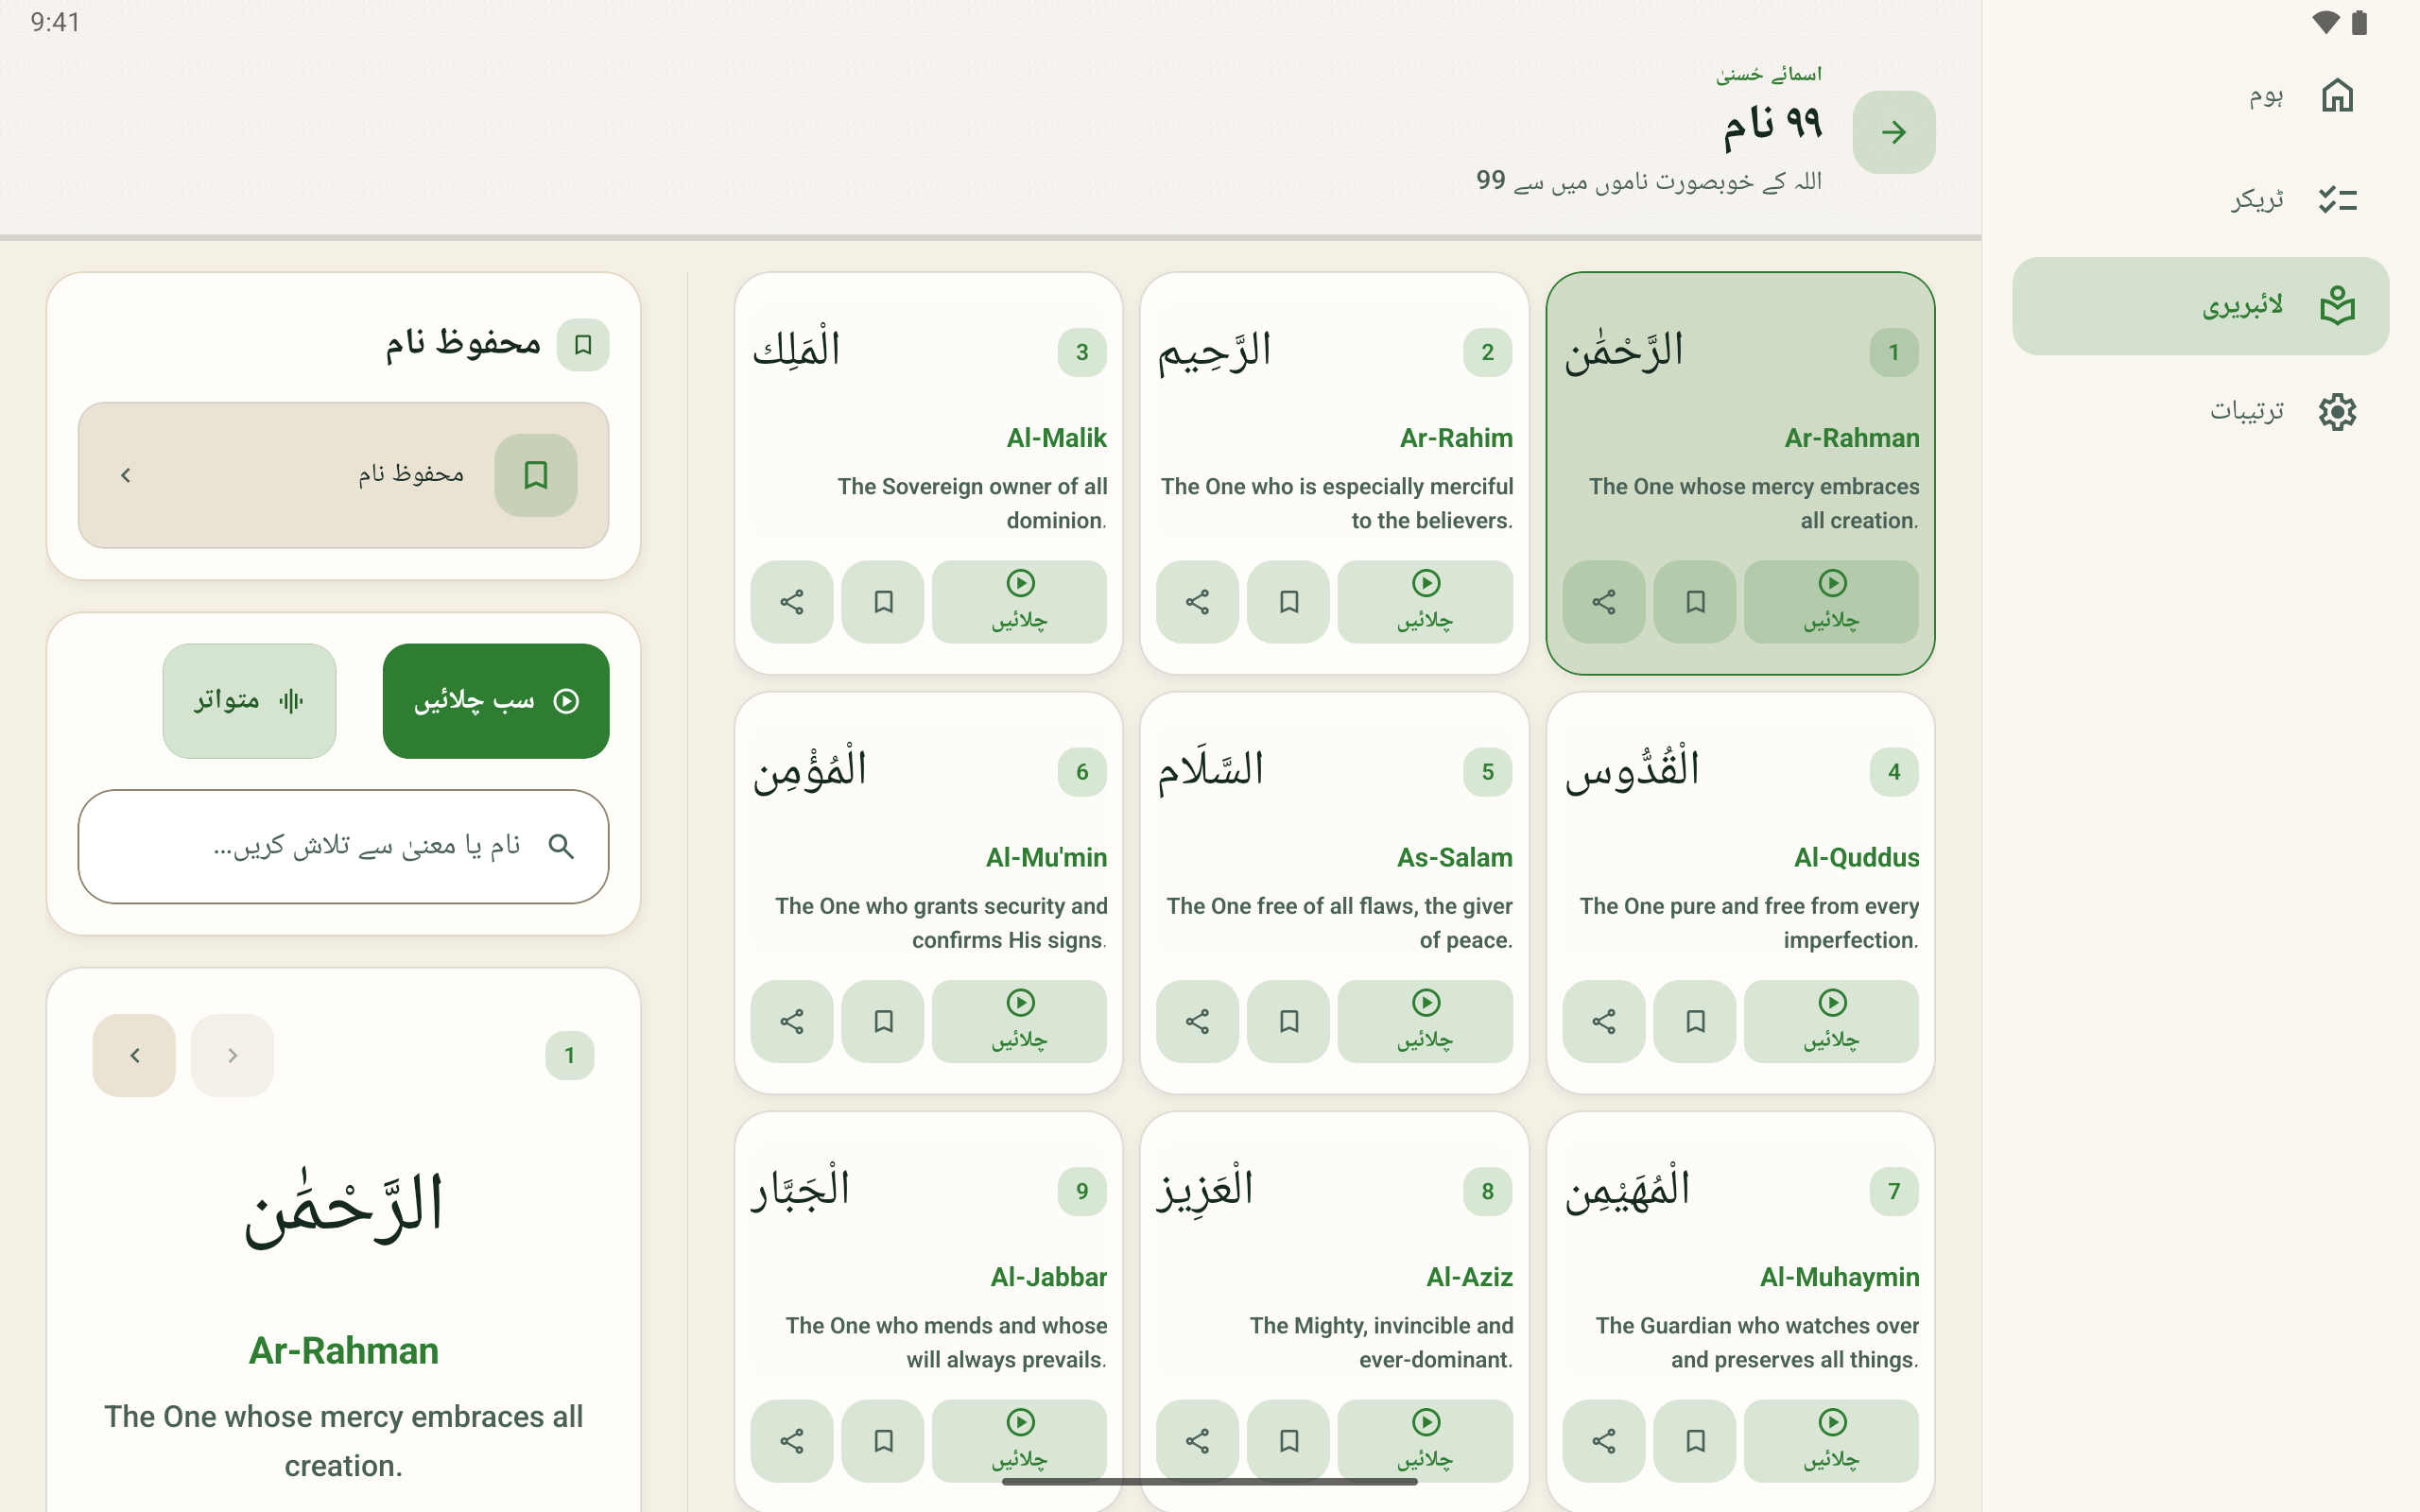 9:41
اسمائے حُسنیٰ
۹۹ نام
اللہ کے خوبصورت ناموں میں سے 99
ہوم
ٹریکر
لائبریری
ترتیبات
1
الرَّحْمَٰن
Ar-Rahman
The One whose mercy embraces
all creation.
چلائیں
2
الرَّحِيم
Ar-Rahim
The One who is especially merciful
to the believers.
چلائیں
3
الْمَلِك
Al-Malik
The Sovereign owner of all
dominion.
چلائیں
4
الْقُدُّوس
Al-Quddus
The One pure and free from every
imperfection.
چلائیں
5
السَّلَام
As-Salam
The One free of all flaws, the giver
of peace.
چلائیں
6
الْمُؤْمِن
Al-Mu'min
The One who grants security and
confirms His signs.
چلائیں
7
الْمُهَيْمِن
Al-Muhaymin
The Guardian who watches over
and preserves all things.
چلائیں
8
الْعَزِيز
Al-Aziz
The Mighty, invincible and
ever-dominant.
چلائیں
9
الْجَبَّار
Al-Jabbar
The One who mends and whose
will always prevails.
چلائیں
محفوظ نام
محفوظ نام
سب چلائیں
متواتر
نام یا معنیٰ سے تلاش کریں...
1
الرَّحْمَٰن
Ar-Rahman
The One whose mercy embraces all
creation.